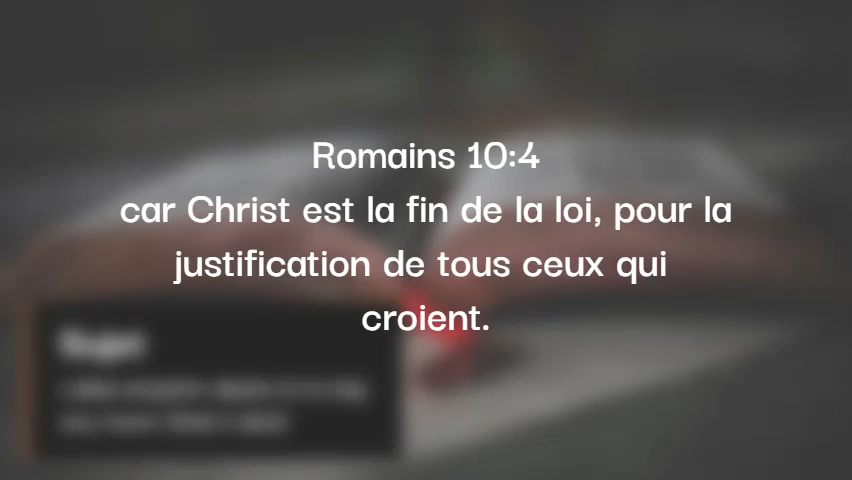 Romains 10:4
car Christ est la fin de la loi, pour la
justification de tous ceux qui
croient.